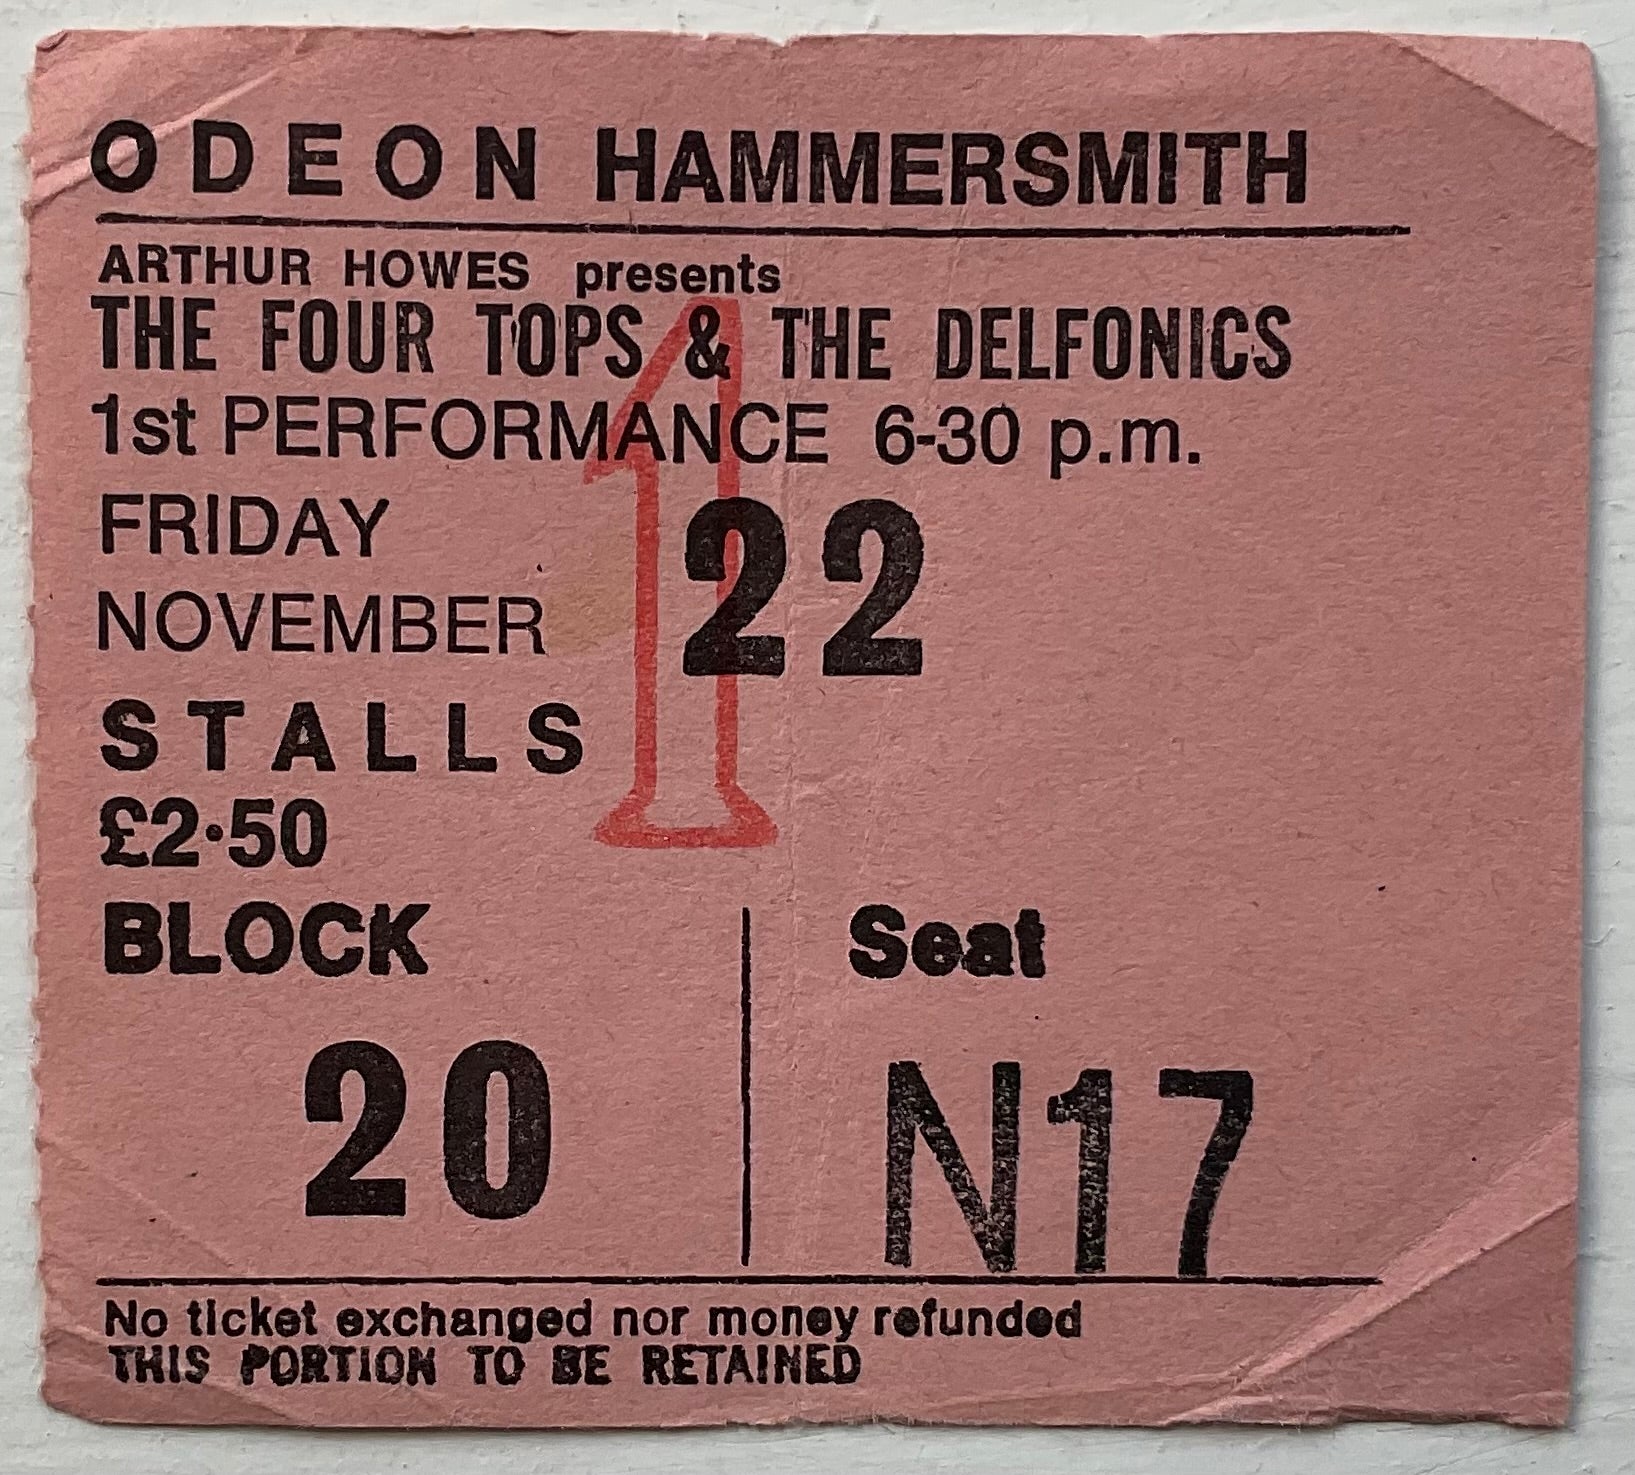 ODEON HAMMERSMITH
ARTHUR HOWES presents
THE FOUR TOPS & THE DELFONICS
1st PERFORMANCE 6-30 p.m.
1
FRIDAY
NOVEMBER 22
STALLS
£2·50
BLOCK Seat
20 N17
No ticket exchanged nor money refunded
THIS PORTION TO BE RETAINED